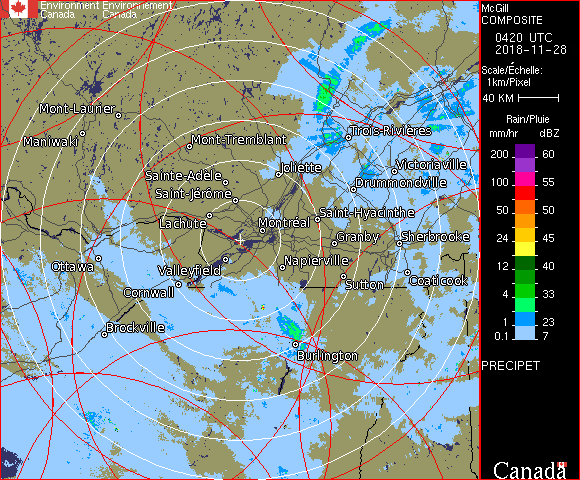 Environment Environnement
Canada Canada
McGill
COMPOSITE
0420 UTC
2018-11-28
Scale/Échelle:
1km/Pixel
40 KM
Rain/Pluie
mm/hr dBZ
200 60
100 55
50 50
24 45
12 40
4 33
1 23
0.1 7
PRECIPET
Mont-Laurier
Maniwaki
Mont-Tremblant
Trois-Rivières
Joliette
Victoriaville
Sainte-Adèle
Drummondville
Saint-Jérôme
Lachute
Saint-Hyacinthe
Montréal
Granby
Sherbrooke
Ottawa
Valleyfield
Napierville
Sutton
Coaticook
Cornwall
Brockville
Burlington
Canada